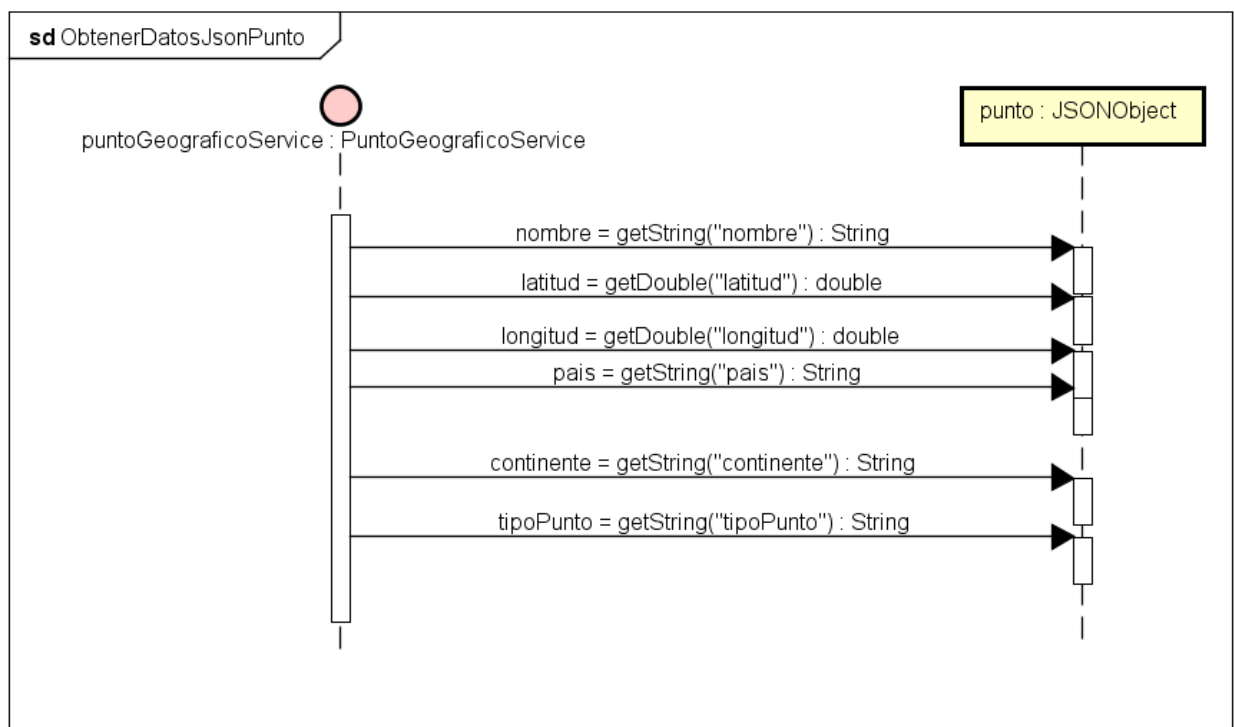 sd ObtenerDatosJsonPunto
puntoGeograficoService : PuntoGeograficoService
punto : JSONObject
nombre = getString("nombre") : String
latitud = getDouble("latitud") : double
longitud = getDouble("longitud") : double
pais = getString("pais") : String
continente = getString("continente") : String
tipoPunto = getString("tipoPunto") : String